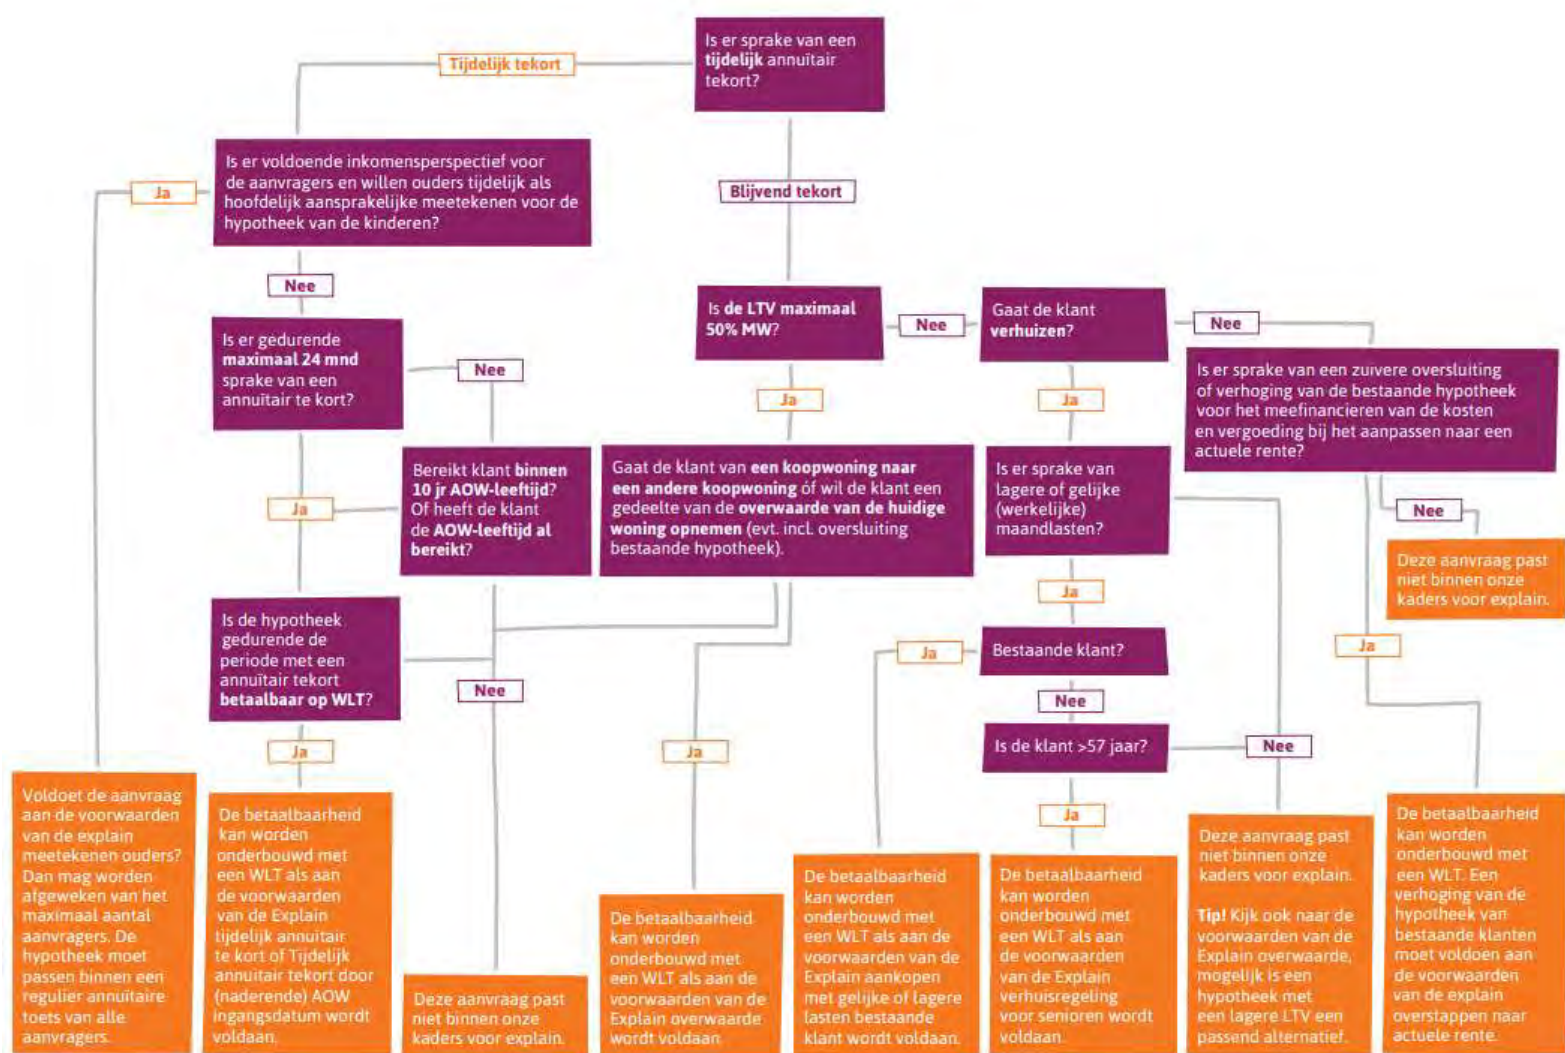 Is er sprake van een
tijdelijk annuïtair
tekort?
Tijdelijk tekort
Is er voldoende inkomensperspectief voor
de aanvragers en willen ouders tijdelijk als
hoofdelijk aansprakelijke meetekenen voor de
hypotheek van de kinderen?
Ja
Blijvend tekort
Nee
Is de LTV maximaal
50% MW?
Nee
Gaat de klant
verhuizen?
Nee
Is er gedurende
maximaal 24 mnd
sprake van een
annuïtair te kort?
Nee
Is er sprake van een zuivere oversluiting
of verhoging van de bestaande hypotheek
voor het meefinancieren van de kosten
en vergoeding bij het aanpassen naar een
actuele rente?
Ja
Ja
Bereikt klant binnen
10 jr AOW-leeftijd?
Of heeft de klant
de AOW-leeftijd al
bereikt?
Gaat de klant van een koopwoning naar
een andere koopwoning óf wil de klant een
gedeelte van de overwaarde van de huidige
woning opnemen (evt. incl. oversluiting
bestaande hypotheek).
Is er sprake van
lagere of gelijke
(werkelijke)
maandlasten?
Ja
Nee
Deze aanvraag past
niet binnen onze
kaders voor explain.
Ja
Is de hypotheek
gedurende de
periode met een
annuïtair tekort
betaalbaar op WLT?
Bestaande klant?
Ja
Ja
Nee
Nee
Is de klant >57 jaar?
Nee
Ja
Ja
Ja
Voldoet de aanvraag
aan de voorwaarden
van de explain
meetekenen ouders?
Dan mag worden
afgeweken van het
maximaal aantal
aanvragers. De
hypotheek moet
passen binnen een
regulier annuïtaire
toets van alle
aanvragers.
De betaalbaarheid
kan worden
onderbouwd met
een WLT als aan
de voorwaarden
van de Explain
tijdelijk annuïtair
te kort of Tijdelijk
annuïtair tekort door
(naderende) AOW
ingangsdatum wordt
voldaan.
Deze aanvraag past
niet binnen onze
kaders voor explain.
De betaalbaarheid
kan worden
onderbouwd met
een WLT als aan de
voorwaarden van de
Explain overwaarde
wordt voldaan.
De betaalbaarheid
kan worden
onderbouwd met
een WLT als aan de
voorwaarden van de
Explain aankopen
met gelijke of lagere
lasten bestaande
klant wordt voldaan.
De betaalbaarheid
kan worden
onderbouwd met
een WLT als aan
de voorwaarden
van de Explain
verhuisregeling
voor senioren wordt
voldaan.
Deze aanvraag past
niet binnen onze
kaders voor explain.
Tip! Kijk ook naar de
voorwaarden van de
Explain overwaarde,
mogelijk is een
hypotheek met
een lagere LTV een
passend alternatief.
De betaalbaarheid
kan worden
onderbouwd met
een WLT. Een
verhoging van de
hypotheek van
bestaande klanten
moet voldoen aan
de voorwaarden
van de explain
overstappen naar
actuele rente.